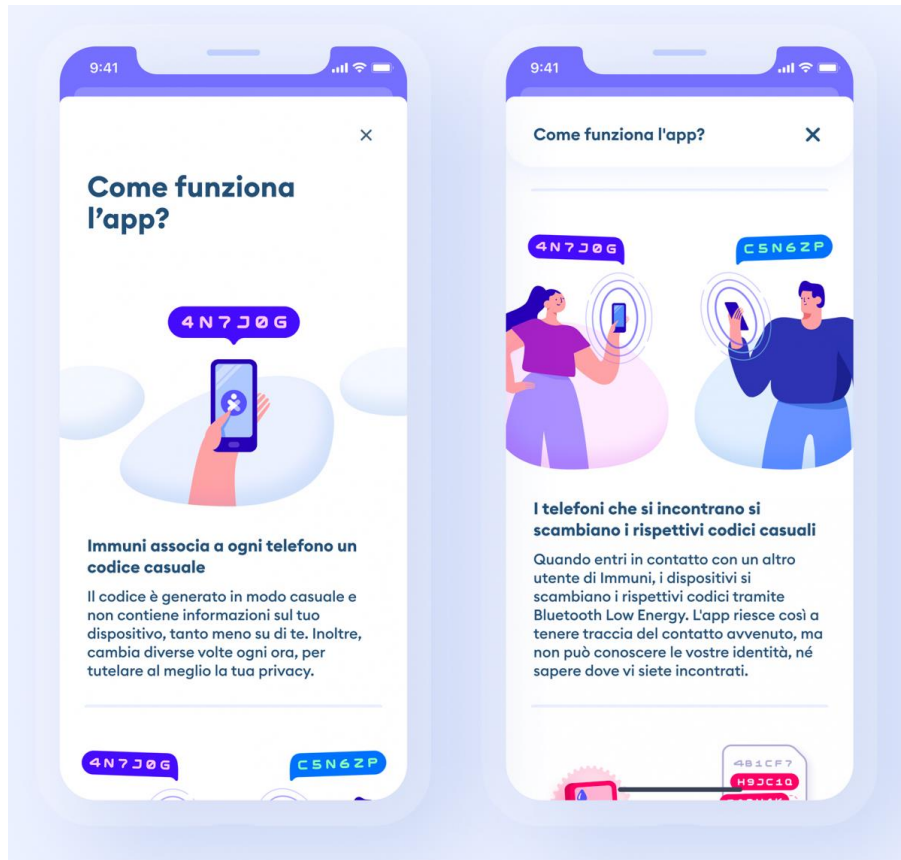 9:41
Come funziona
l’app?
4N7J0G
Immuni associa a ogni telefono un
codice casuale
Il codice è generato in modo casuale e
non contiene informazioni sul tuo
dispositivo, tanto meno su di te. Inoltre,
cambia diverse volte ogni ora, per
tutelare al meglio la tua privacy.
4N7J0G
C5N6ZP
9:41
Come funziona l'app?
4N7J0G
C5N6ZP
I telefoni che si incontrano si
scambiano i rispettivi codici casuali
Quando entri in contatto con un altro
utente di Immuni, i dispositivi si
scambiano i rispettivi codici tramite
Bluetooth Low Energy. L'app riesce così a
tenere traccia del contatto avvenuto, ma
non può conoscere le vostre identità, né
sapere dove vi siete incontrati.
4B1CF7
H9JC1Q